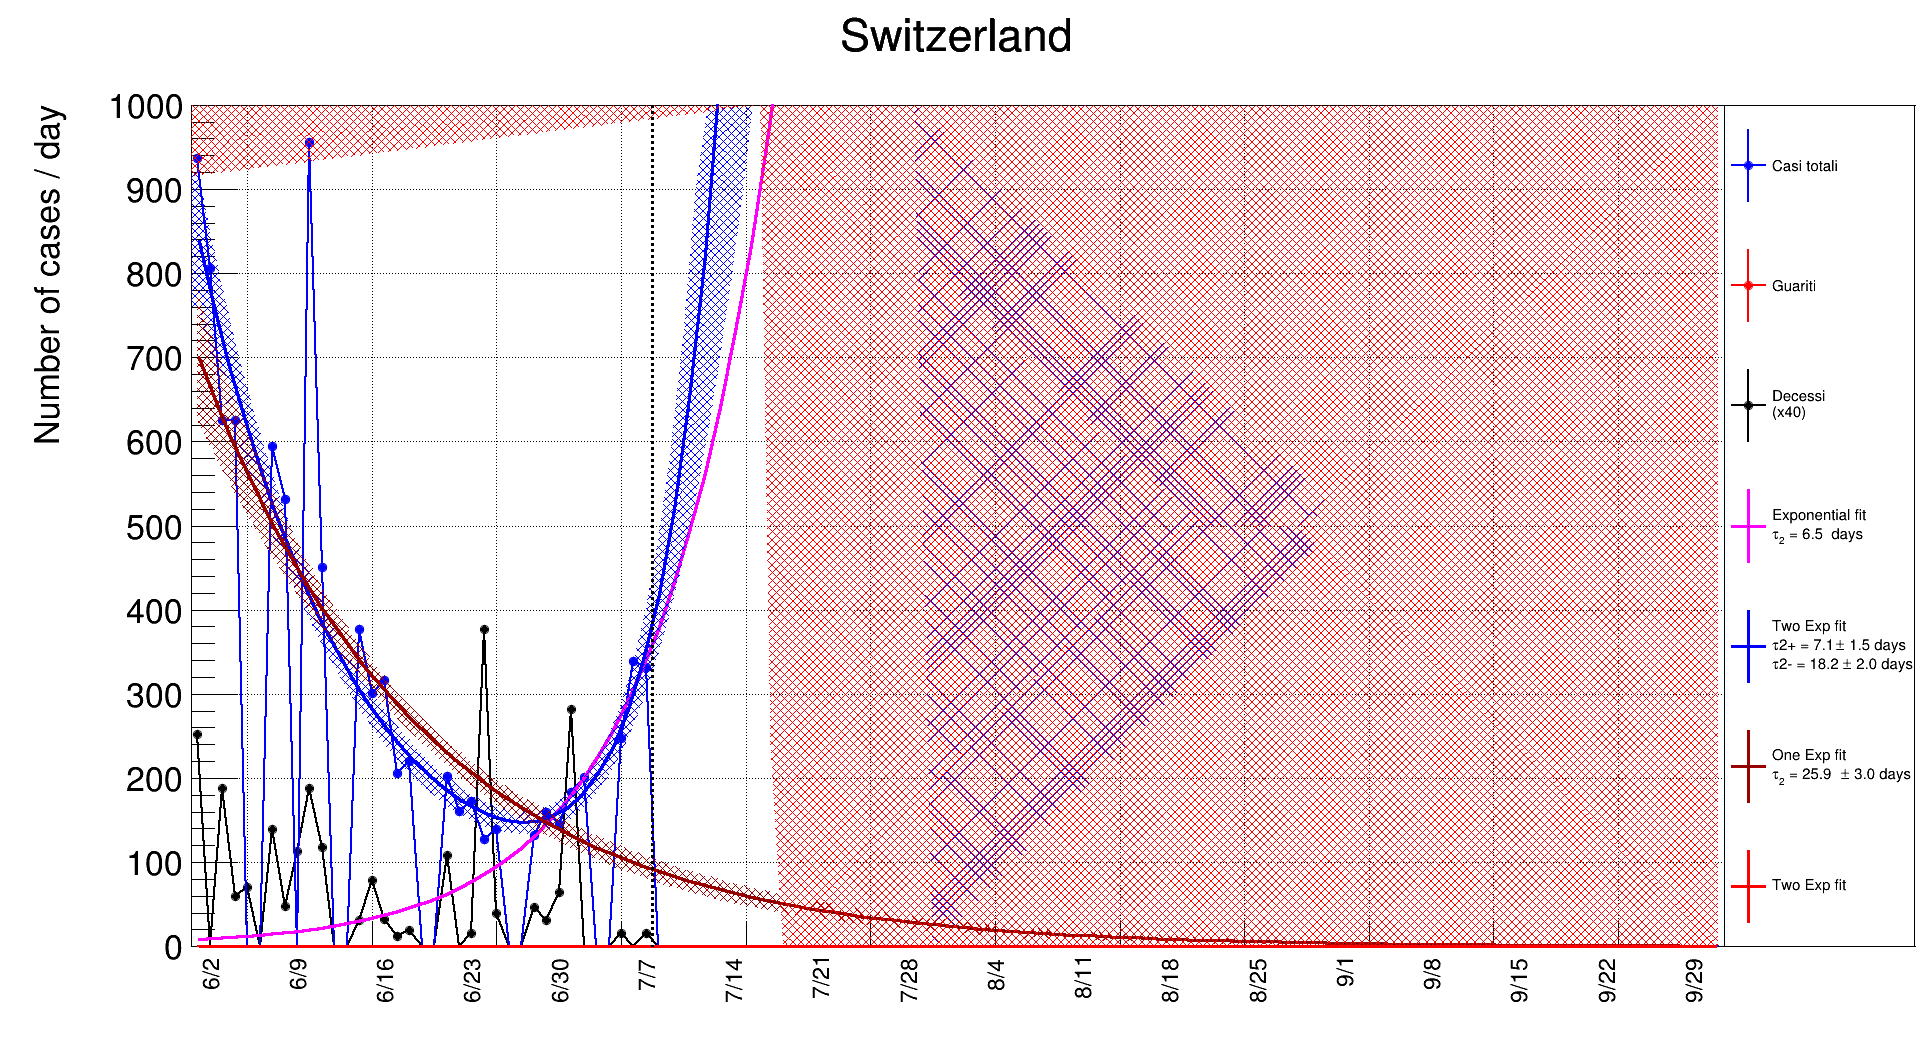 Switzerland
Number of cases / day
1000
900
800
700
600
500
400
300
200
100
0
6/2
6/9
6/16
6/23
6/30
7/7
7/14
7/21
7/28
8/4
8/11
8/18
8/25
9/1
9/8
9/15
9/22
9/29
Casi totali
Guariti
Decessi
(x40)
Exponential fit
τ₂ = 6.5 days
Two Exp fit
τ2+ = 7.1 ± 1.5 days
τ2- = 18.2 ± 2.0 days
One Exp fit
τ₂ = 25.9 ± 3.0 days
Two Exp fit